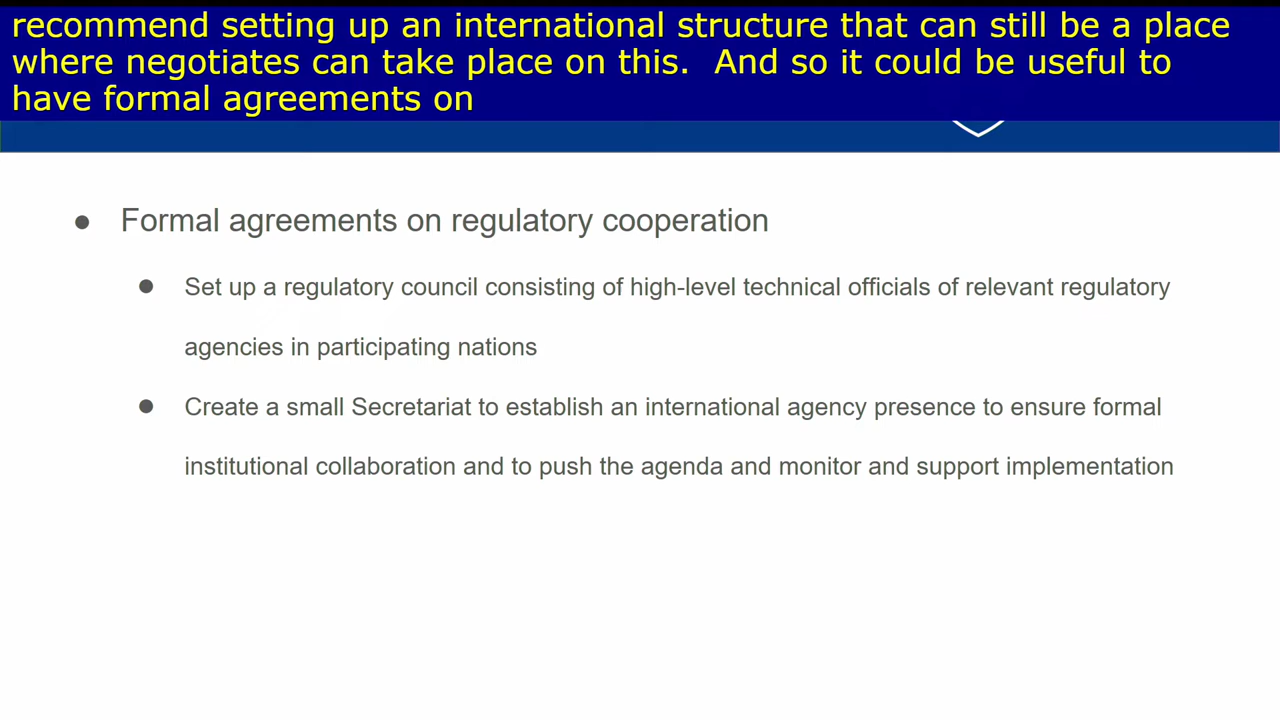 recommend setting up an international structure that can still be a place
where negotiates can take place on this.  And so it could be useful to
have formal agreements on
● Formal agreements on regulatory cooperation
● Set up a regulatory council consisting of high-level technical officials of relevant regulatory
agencies in participating nations
● Create a small Secretariat to establish an international agency presence to ensure formal
institutional collaboration and to push the agenda and monitor and support implementation